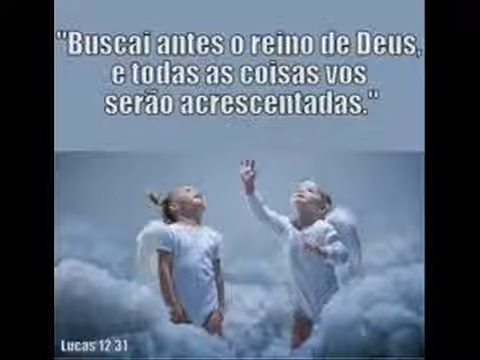 "Buscai antes o reino de Deus,
e todas as coisas vos
serão acrescentadas."
Lucas 12 31